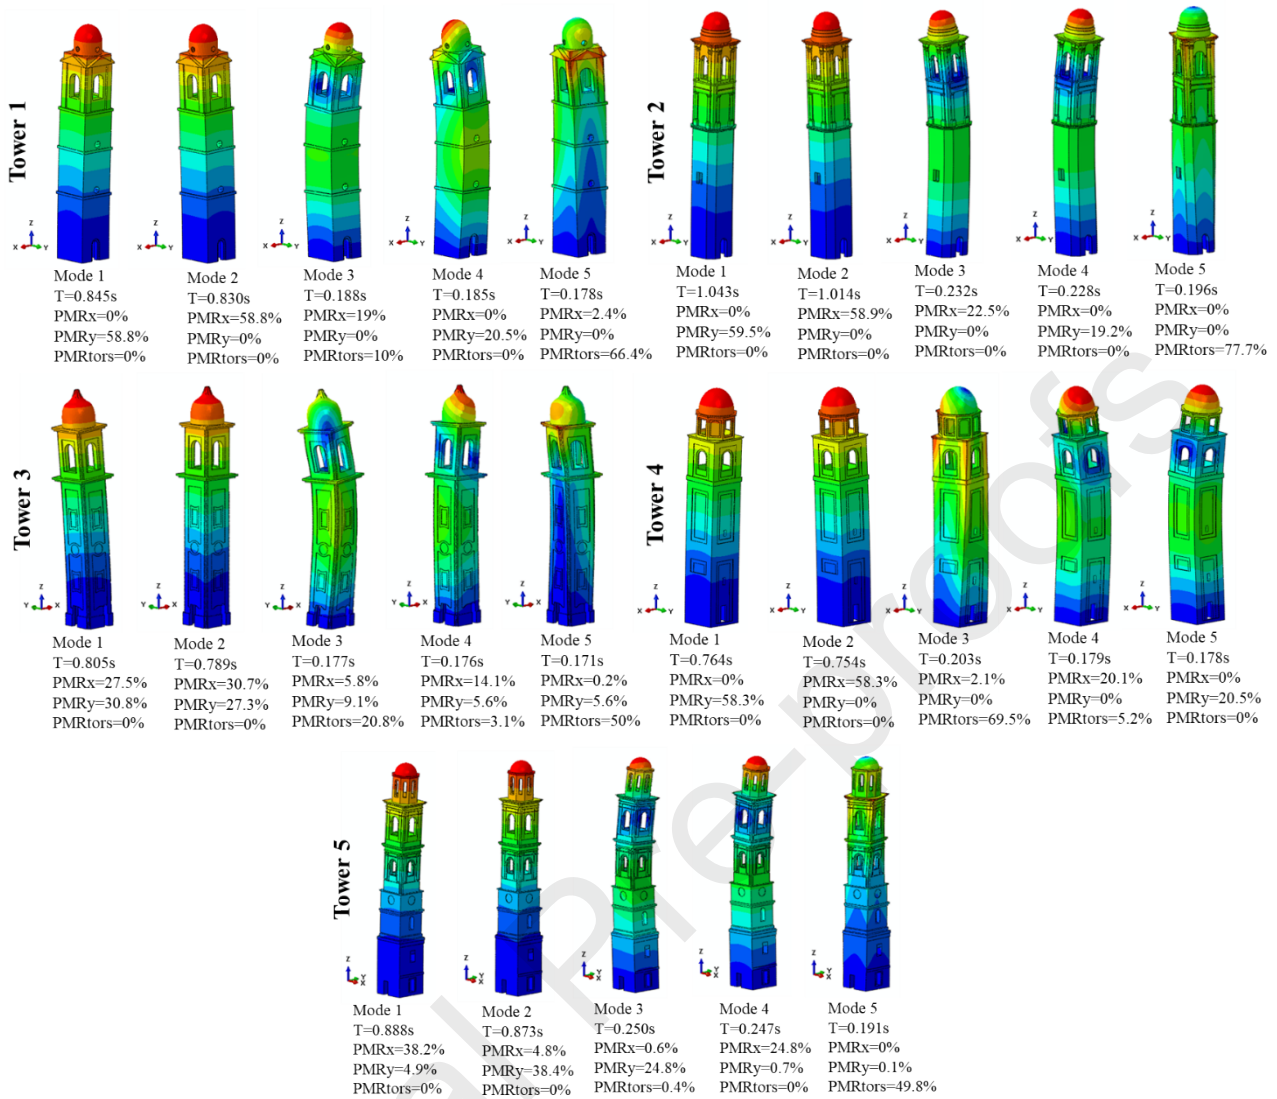 Tower 1
Mode 1
T=0.845s
PMRx=0%
PMRy=58.8%
PMRtors=0%
Mode 2
T=0.830s
PMRx=58.8%
PMRy=0%
PMRtors=0%
Mode 3
T=0.188s
PMRx=19%
PMRy=0%
PMRtors=10%
Mode 4
T=0.185s
PMRx=0%
PMRy=20.5%
PMRtors=0%
Mode 5
T=0.178s
PMRx=2.4%
PMRy=0%
PMRtors=66.4%
Tower 2
Mode 1
T=1.043s
PMRx=0%
PMRy=59.5%
PMRtors=0%
Mode 2
T=1.014s
PMRx=58.9%
PMRy=0%
PMRtors=0%
Mode 3
T=0.232s
PMRx=22.5%
PMRy=0%
PMRtors=0%
Mode 4
T=0.228s
PMRx=0%
PMRy=19.2%
PMRtors=0%
Mode 5
T=0.196s
PMRx=0%
PMRy=0%
PMRtors=77.7%
Tower 3
Mode 1
T=0.805s
PMRx=27.5%
PMRy=30.8%
PMRtors=0%
Mode 2
T=0.789s
PMRx=30.7%
PMRy=27.3%
PMRtors=0%
Mode 3
T=0.177s
PMRx=5.8%
PMRy=9.1%
PMRtors=20.8%
Mode 4
T=0.176s
PMRx=14.1%
PMRy=5.6%
PMRtors=3.1%
Mode 5
T=0.171s
PMRx=0.2%
PMRy=5.6%
PMRtors=50%
Tower 4
Mode 1
T=0.764s
PMRx=0%
PMRy=58.3%
PMRtors=0%
Mode 2
T=0.754s
PMRx=58.3%
PMRy=0%
PMRtors=0%
Mode 3
T=0.203s
PMRx=2.1%
PMRy=0%
PMRtors=69.5%
Mode 4
T=0.179s
PMRx=20.1%
PMRy=0%
PMRtors=5.2%
Mode 5
T=0.178s
PMRx=0%
PMRy=20.5%
PMRtors=0%
Tower 5
Mode 1
T=0.888s
PMRx=38.2%
PMRy=4.9%
PMRtors=0%
Mode 2
T=0.873s
PMRx=4.8%
PMRy=38.4%
PMRtors=0%
Mode 3
T=0.250s
PMRx=0.6%
PMRy=24.8%
PMRtors=0.4%
Mode 4
T=0.247s
PMRx=24.8%
PMRy=0.7%
PMRtors=0%
Mode 5
T=0.191s
PMRx=0%
PMRy=0.1%
PMRtors=49.8%
al Pre-proofs